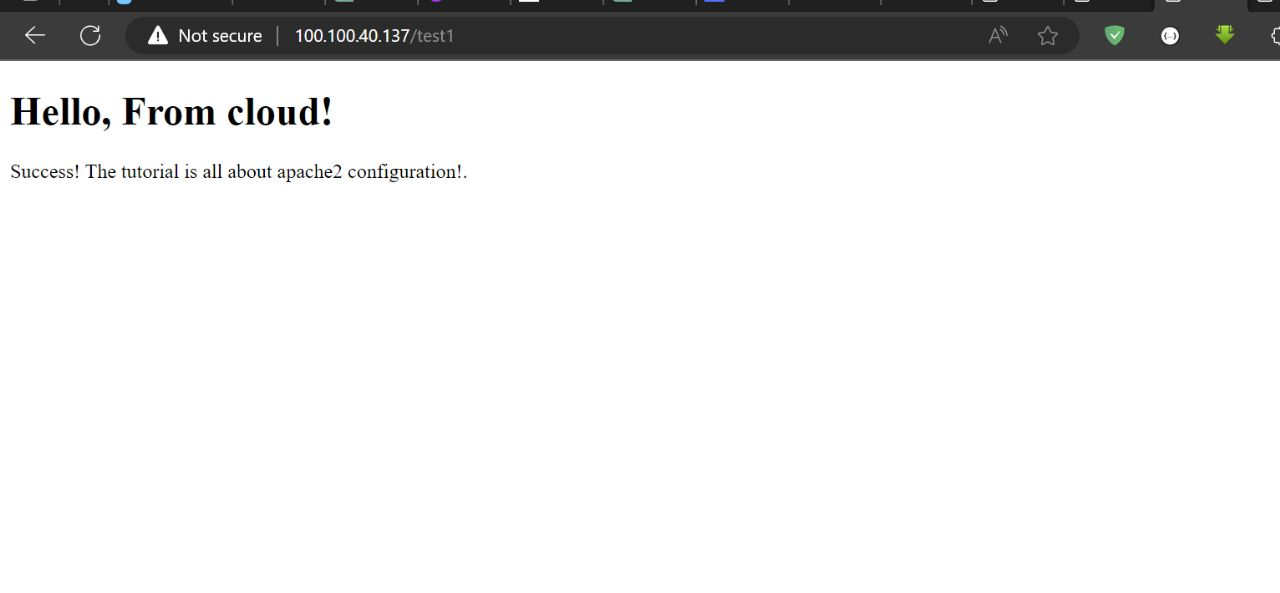 Not secure | 100.100.40.137/test1
Hello, From cloud!
Success! The tutorial is all about apache2 configuration!.